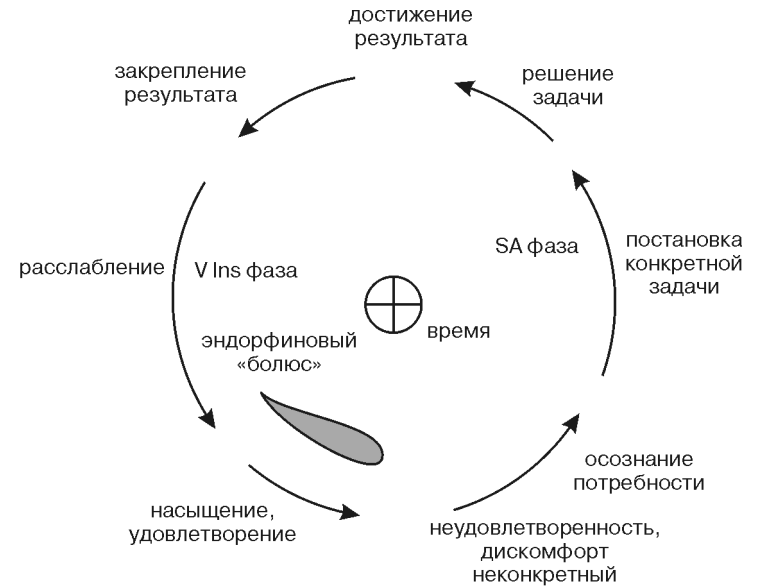 достижение
результата
закрепление
результата
решение
задачи
расслабление
V Ins фаза
SA фаза
постановка
конкретной
задачи
время
эндорфиновый
«болюс»
осознание
потребности
насыщение,
удовлетворение
неудовлетворенность,
дискомфорт
неконкретный